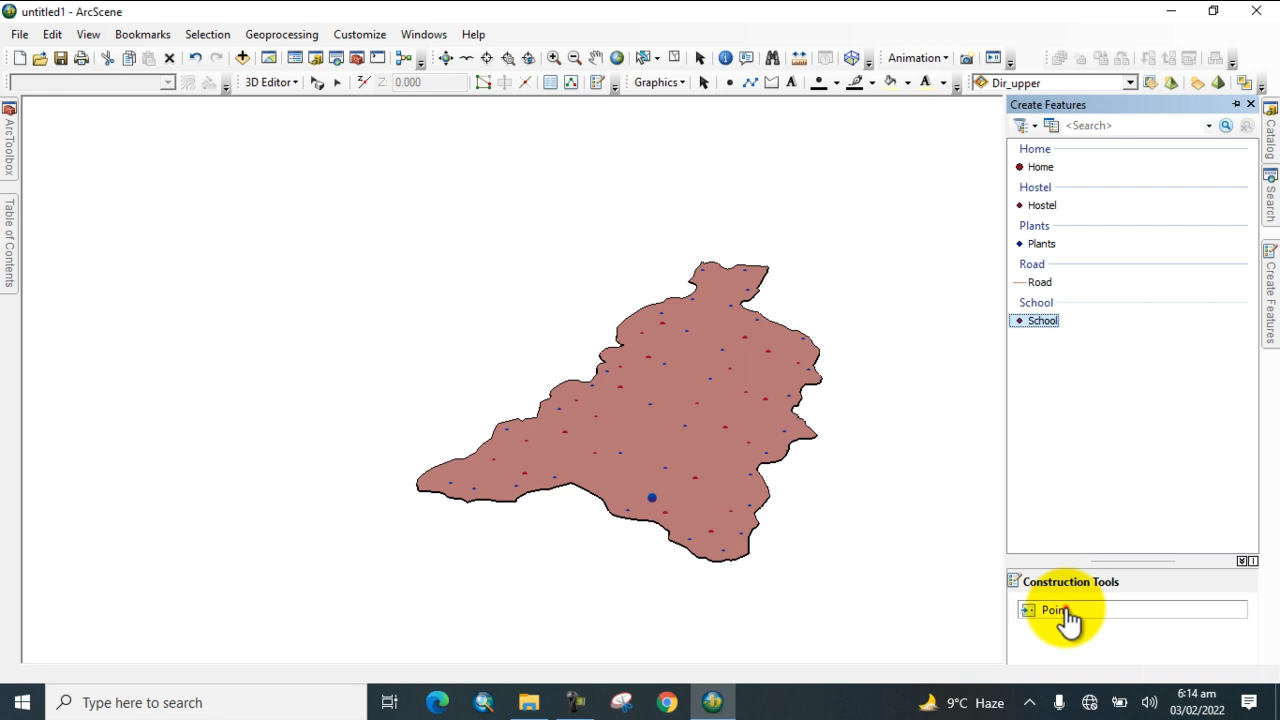 untitled1 - ArcScene
File Edit View Bookmarks Selection Geoprocessing Customize Windows Help
Animation
3D Editor Z: 0.000 Graphics A A Dir_upper
ArcToolbox
Table of Contents
Create Features
<Search>
Home
Home
Hostel
Hostel
Plants
Plants
Road
Road
School
School
Construction Tools
Point
Catalog
Search
Create Features
Type here to search
9°C Haze
6:14 am
03/02/2022